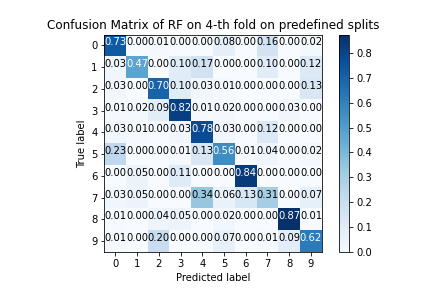 Confusion Matrix of RF on 4-th fold on predefined splits
0 0.73 0.00 0.01 0.00 0.00 0.08 0.00 0.16 0.00 0.02
1 0.03 0.47 0.00 0.10 0.17 0.00 0.00 0.10 0.00 0.12
2 0.03 0.00 0.70 0.10 0.03 0.01 0.00 0.00 0.00 0.13
3 0.01 0.02 0.09 0.82 0.01 0.02 0.00 0.00 0.03 0.00
4 0.03 0.01 0.00 0.03 0.78 0.03 0.00 0.12 0.00 0.00
5 0.23 0.00 0.00 0.01 0.13 0.56 0.01 0.04 0.00 0.02
6 0.00 0.05 0.00 0.11 0.00 0.00 0.84 0.00 0.00 0.00
7 0.03 0.05 0.00 0.00 0.34 0.06 0.13 0.31 0.00 0.07
8 0.01 0.00 0.04 0.05 0.00 0.02 0.00 0.00 0.87 0.01
9 0.01 0.00 0.20 0.00 0.00 0.07 0.00 0.01 0.09 0.62
0 1 2 3 4 5 6 7 8 9
True label
Predicted label
0.8
0.7
0.6
0.5
0.4
0.3
0.2
0.1
0.0